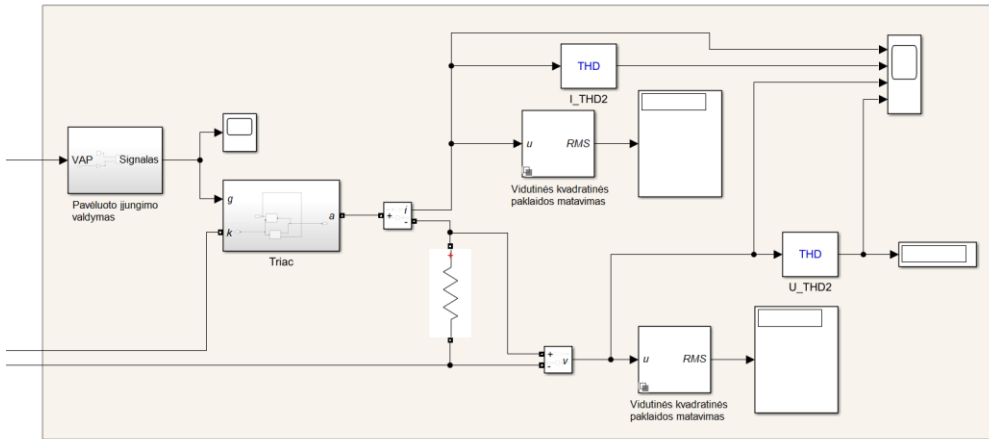 THD
I_THD2
VAP
Signalas
Pavėluoto įjungimo
valdymas
u
RMS
Vidutinės kvadratinės
paklaidos matavimas
g
k
a
Triac
+
i
-
+
THD
U_THD2
+
-
v
u
RMS
Vidutinės kvadratinės
paklaidos matavimas